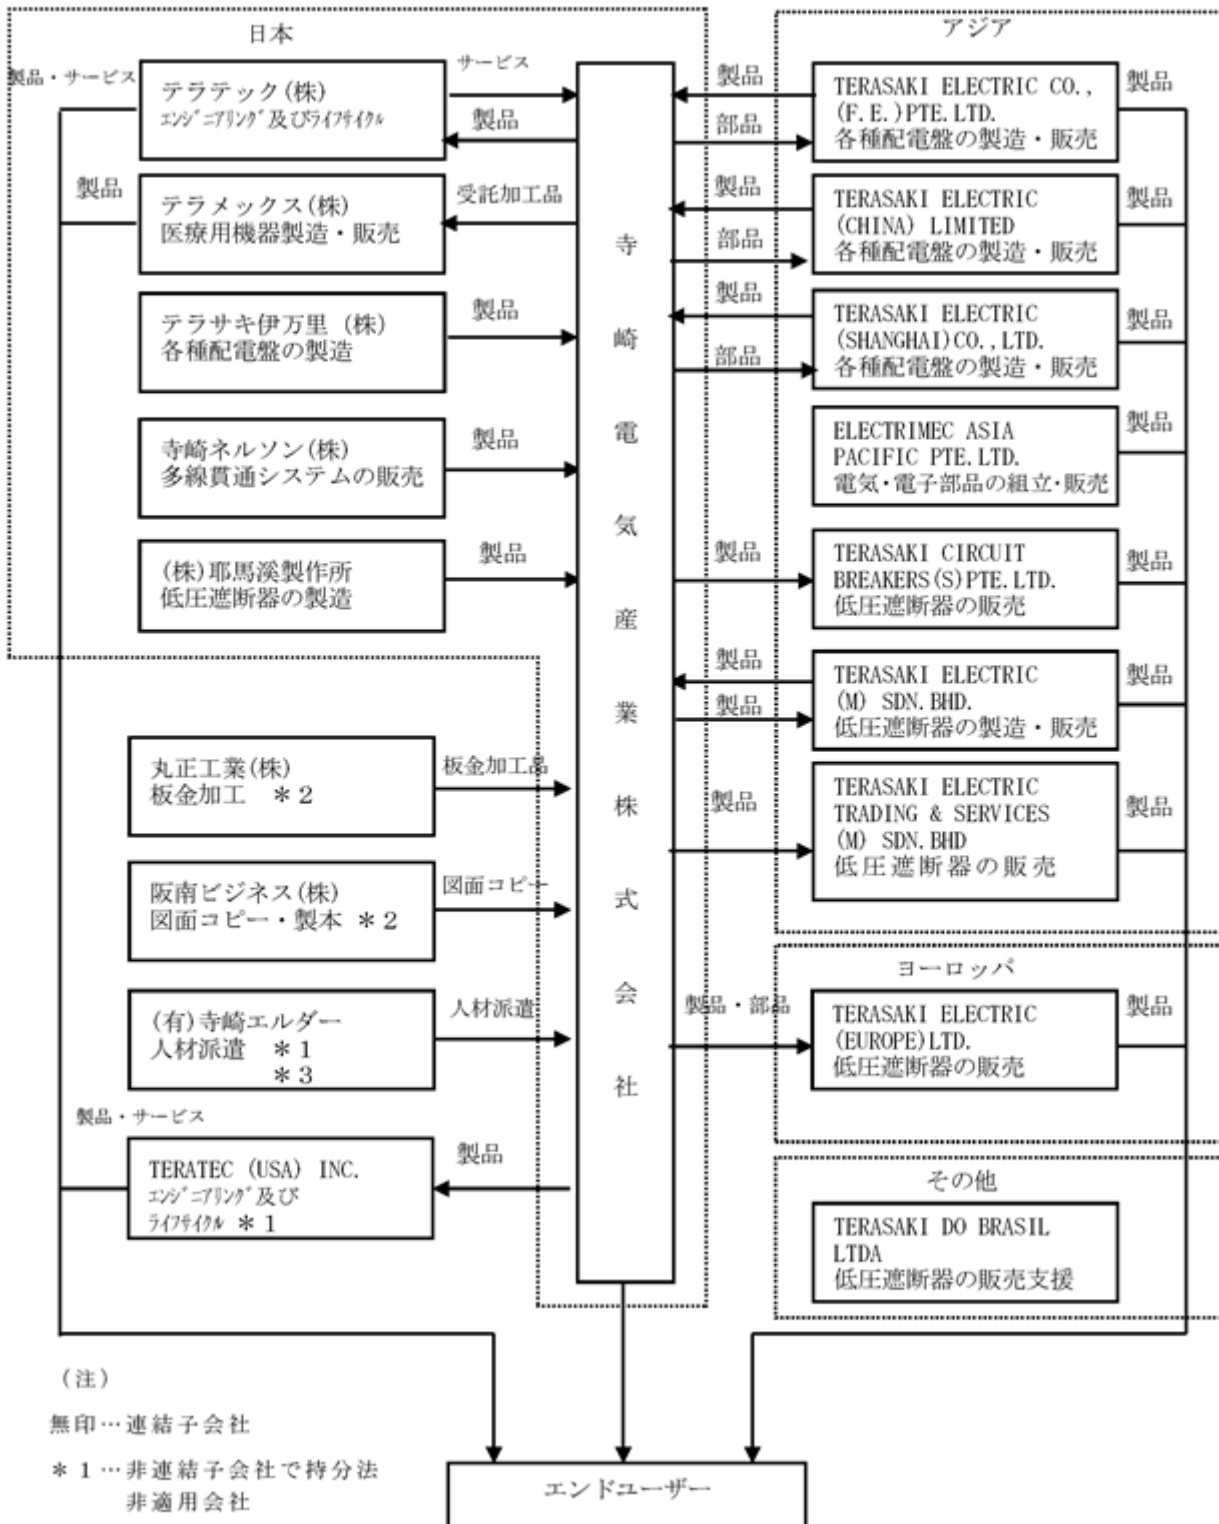 日本
製品・サービス
テラテック(株)
エンジニアリング及びライフサイクル
サービス
製品
製品
テラメックス(株)
医療用機器製造・販売
受託加工品
テラサキ伊万里 (株)
各種配電盤の製造
製品
寺崎ネルソン(株)
多線貫通システムの販売
製品
(株)耶馬溪製作所
低圧遮断器の製造
製品
丸正工業(株)
板金加工 *2
板金加工品
阪南ビジネス(株)
図面コピー・製本 *2
図面コピー
(有)寺崎エルダー
人材派遣 *1
*3
人材派遣
製品・サービス
TERATEC (USA) INC.
エンジニアリング及び
ライフサイクル *1
製品
寺崎電気産業株式会社
アジア
製品
部品
TERASAKI ELECTRIC CO.,
(F.E.)PTE.LTD.
各種配電盤の製造・販売
製品
製品
部品
TERASAKI ELECTRIC
(CHINA) LIMITED
各種配電盤の製造・販売
製品
製品
部品
TERASAKI ELECTRIC
(SHANGHAI)CO.,LTD.
各種配電盤の製造・販売
製品
ELECTRIMEC ASIA
PACIFIC PTE.LTD.
電気・電子部品の組立・販売
製品
製品
TERASAKI CIRCUIT
BREAKERS(S)PTE.LTD.
低圧遮断器の販売
製品
製品
製品
TERASAKI ELECTRIC
(M) SDN.BHD.
低圧遮断器の製造・販売
製品
製品
TERASAKI ELECTRIC
TRADING & SERVICES
(M) SDN.BHD
低圧遮断器の販売
製品
ヨーロッパ
製品・部品
TERASAKI ELECTRIC
(EUROPE)LTD.
低圧遮断器の販売
製品
その他
TERASAKI DO BRASIL
LTDA
低圧遮断器の販売支援
(注)
無印…連結子会社
*1…非連結子会社で持分法
非適用会社
エンドユーザー